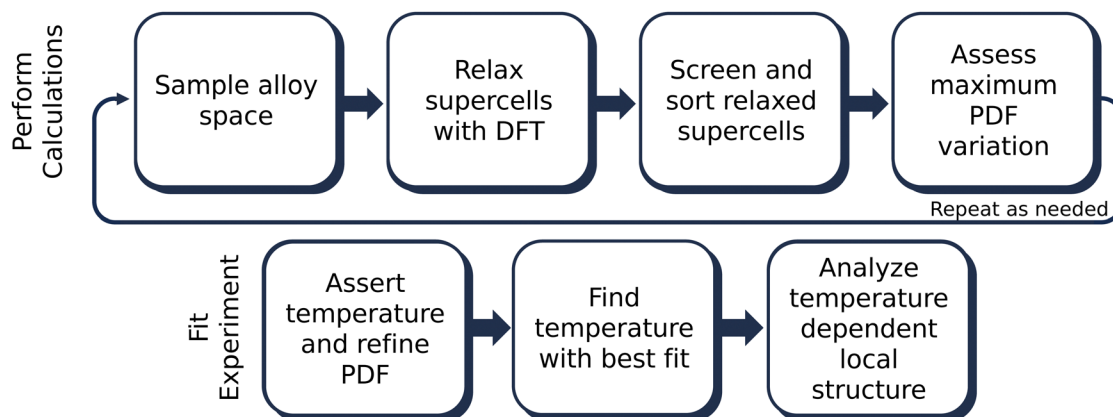 Perform
Calculations
Sample alloy
space
Relax
supercells
with DFT
Screen and
sort relaxed
supercells
Assess
maximum
PDF
variation
Repeat as needed
Fit
Experiment
Assert
temperature
and refine
PDF
Find
temperature
with best fit
Analyze
temperature
dependent
local
structure